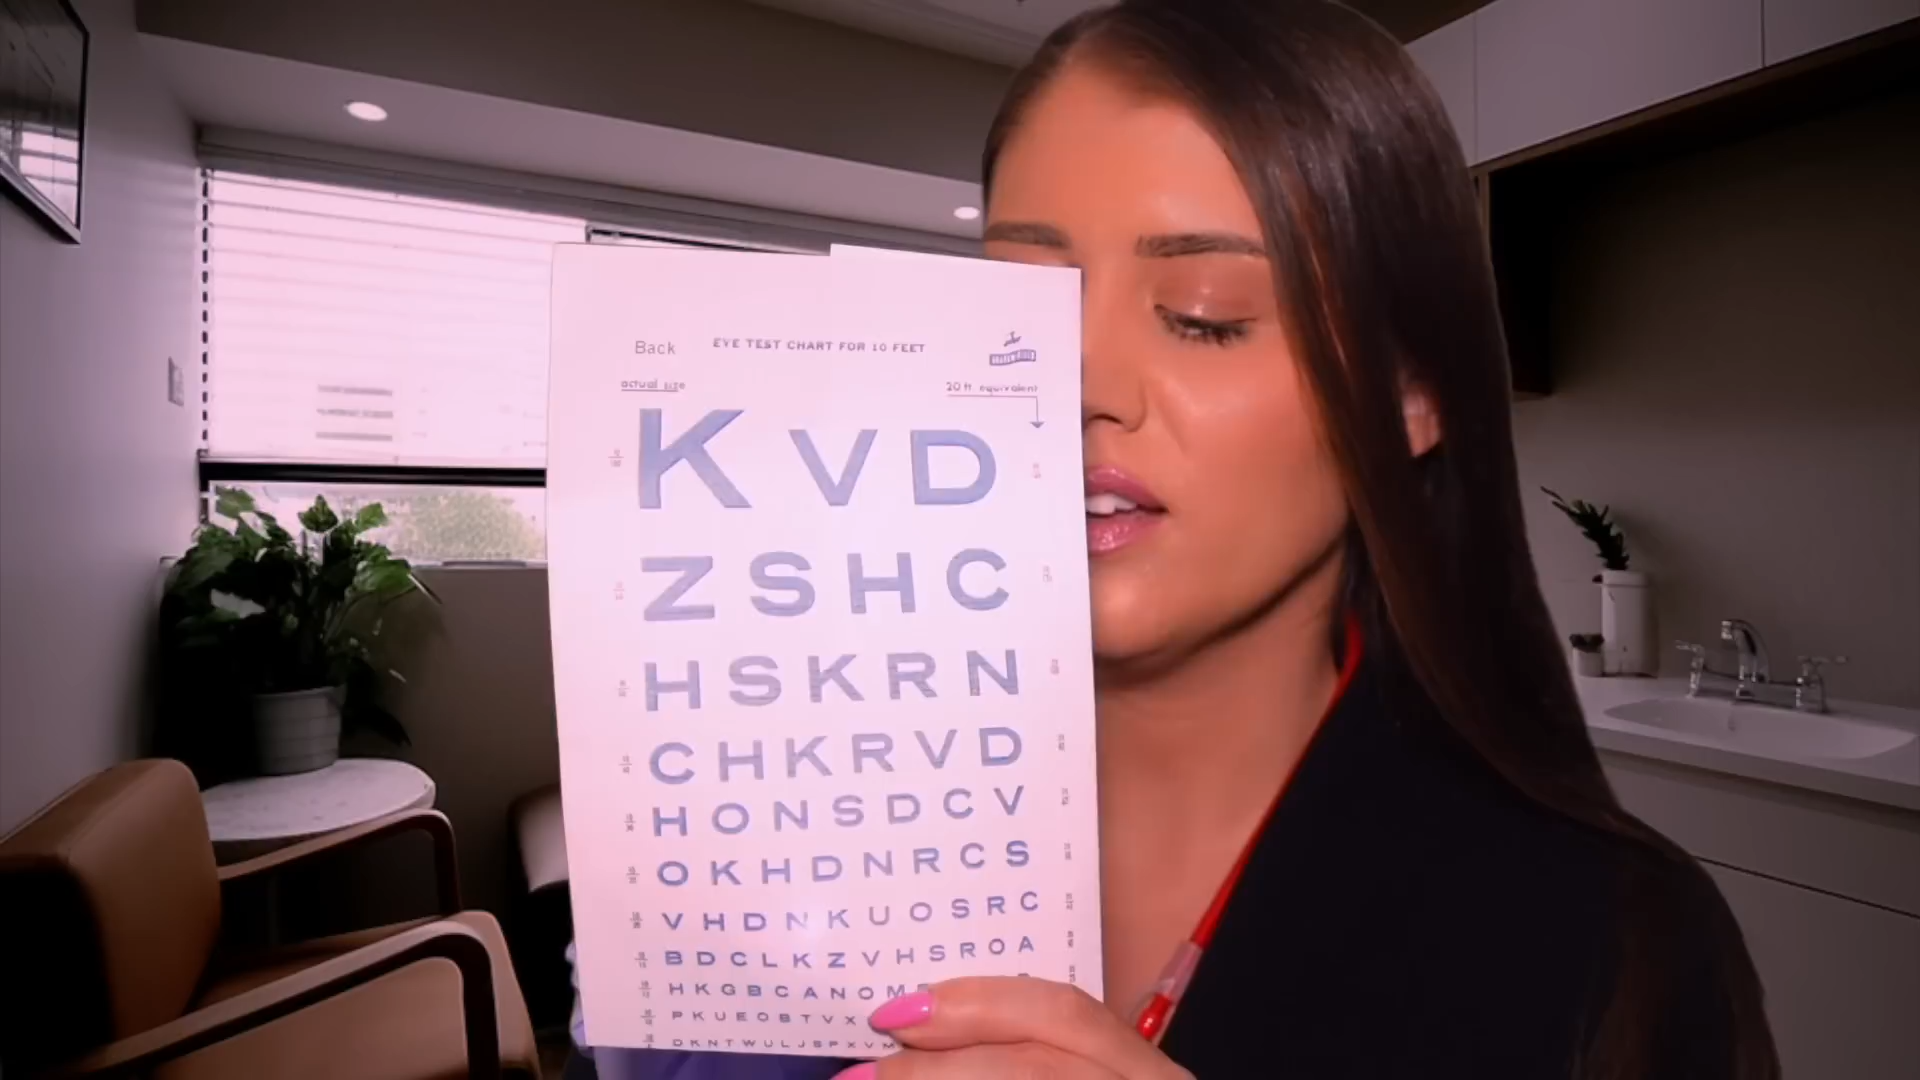 Back
EYE TEST CHART FOR 10 FEET
actual size
20 ft equivalent
K V D
Z S H C
H S K R N
C H K R V D
H O N S D C V
O K H D N R C S
V H D N K U O S R C
B D C L K Z V H S R O A
H K G B C A N O M
P K U E O B T V X
D K N T W U L J S P X V M